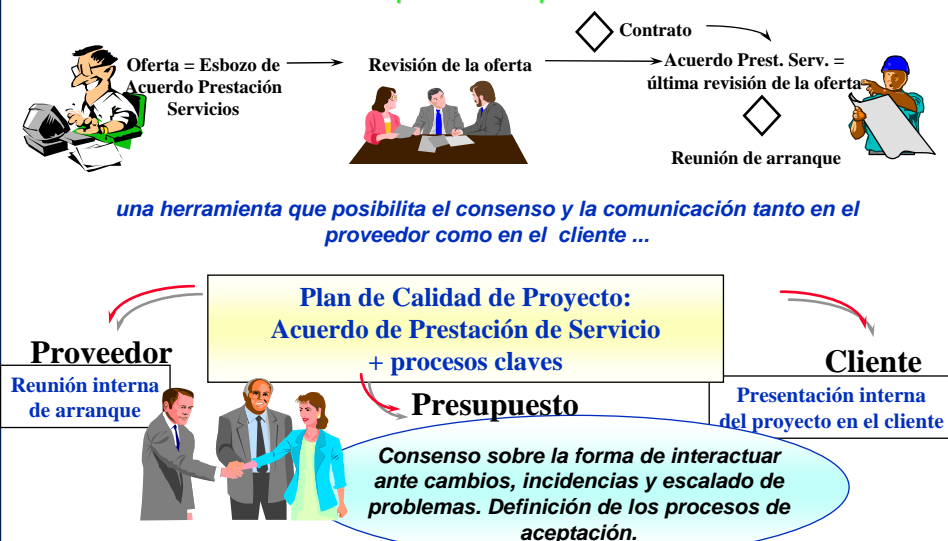 Contrato
Oferta = Esbozo de
Acuerdo Prestación
Servicios
Revisión de la oferta
Acuerdo Prest. Serv. =
última revisión de la oferta
Reunión de arranque
una herramienta que posibilita el consenso y la comunicación tanto en el
proveedor como en el cliente ...
Plan de Calidad de Proyecto:
Acuerdo de Prestación de Servicio
+ procesos claves
Proveedor
Reunión interna
de arranque
Cliente
Presentación interna
del proyecto en el cliente
Presupuesto
Consenso sobre la forma de interactuar
ante cambios, incidencias y escalado de
problemas. Definición de los procesos de
aceptación.